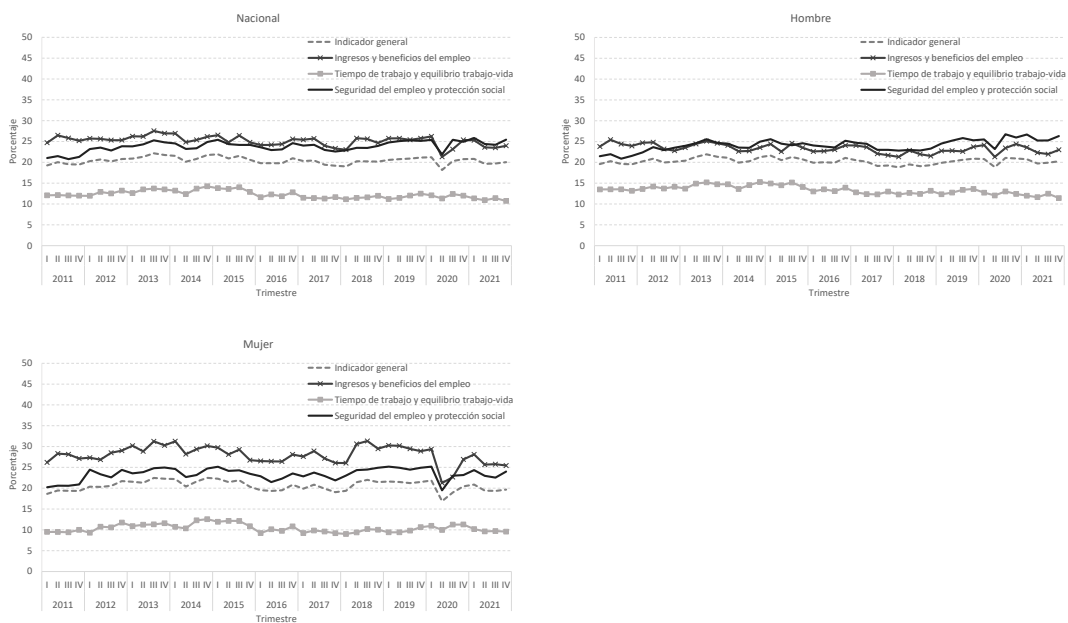 Nacional
50
45
40
35
30
25
20
15
10
5
0
Porcentaje
Indicador general
Ingresos y beneficios del empleo
Tiempo de trabajo y equilibrio trabajo-vida
Seguridad del empleo y protección social
I II III IV I II III IV I II III IV I II III IV I II III IV I II III IV I II III IV I II III IV I II III IV I II III IV I II III IV
2011 2012 2013 2014 2015 2016 2017 2018 2019 2020 2021
Trimestre
Hombre
50
45
40
35
30
25
20
15
10
5
0
Porcentaje
Indicador general
Ingresos y beneficios del empleo
Tiempo de trabajo y equilibrio trabajo-vida
Seguridad del empleo y protección social
I II III IV I II III IV I II III IV I II III IV I II III IV I II III IV I II III IV I II III IV I II III IV I II III IV I II III IV
2011 2012 2013 2014 2015 2016 2017 2018 2019 2020 2021
Trimestre
Mujer
50
45
40
35
30
25
20
15
10
5
0
Porcentaje
Indicador general
Ingresos y beneficios del empleo
Tiempo de trabajo y equilibrio trabajo-vida
Seguridad del empleo y protección social
I II III IV I II III IV I II III IV I II III IV I II III IV I II III IV I II III IV I II III IV I II III IV I II III IV I II III IV
2011 2012 2013 2014 2015 2016 2017 2018 2019 2020 2021
Trimestre